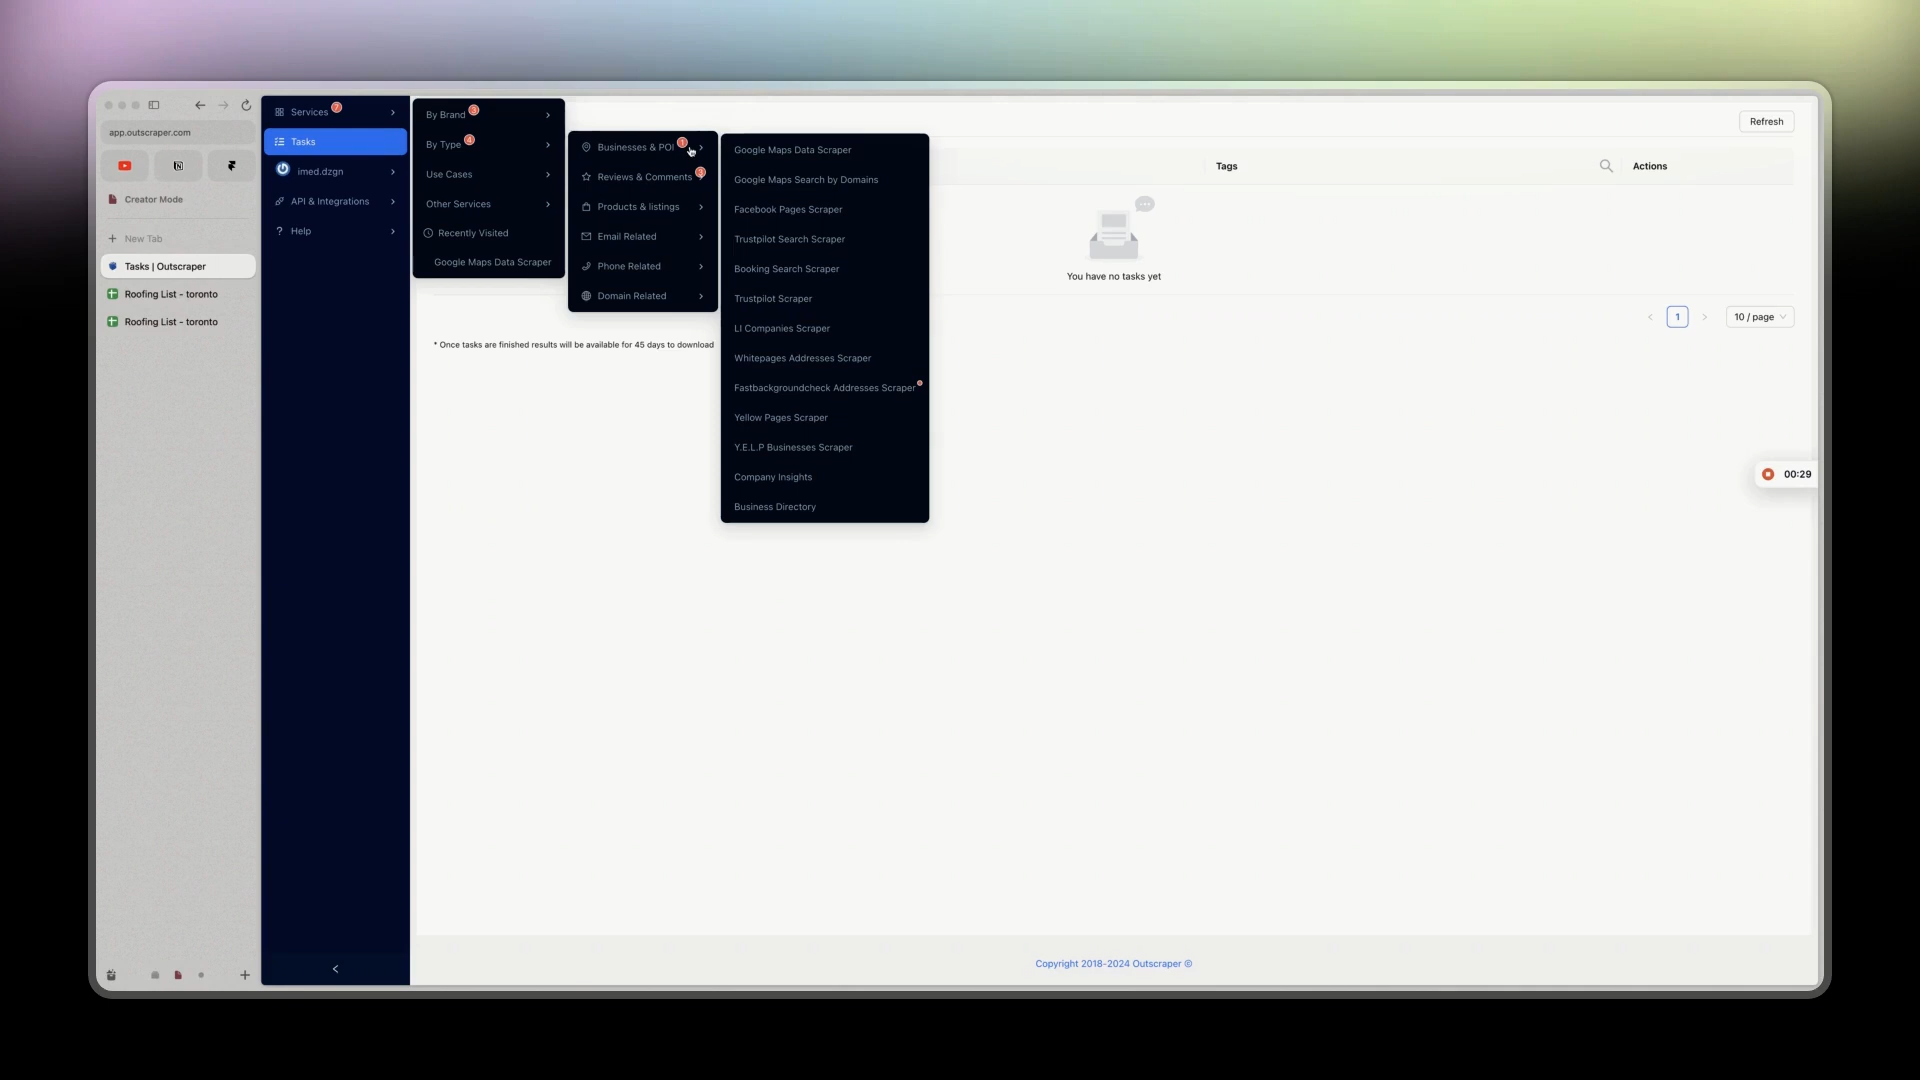 app.outscraper.com
Creator Mode
New Tab
Tasks | Outscraper
Roofing List - toronto
Roofing List - toronto
Services 7
Tasks
imed.dzgn
API & Integrations
Help
By Brand 3
By Type 4
Use Cases
Other Services
Recently Visited
Google Maps Data Scraper
Businesses & POI 1
Reviews & Comments 3
Products & listings
Email Related
Phone Related
Domain Related
Google Maps Data Scraper
Google Maps Search by Domains
Facebook Pages Scraper
Trustpilot Search Scraper
Booking Search Scraper
Trustpilot Scraper
LI Companies Scraper
Whitepages Addresses Scraper
Fastbackgroundcheck Addresses Scraper
Yellow Pages Scraper
Y.E.L.P Businesses Scraper
Company Insights
Business Directory
Refresh
Tags
Actions
You have no tasks yet
1
10 / page
* Once tasks are finished results will be available for 45 days to download
00:29
Copyright 2018-2024 Outscraper ©